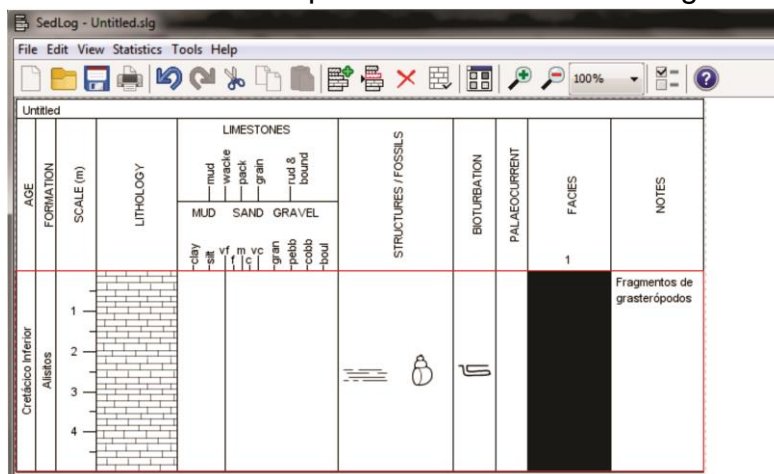 SedLog - Untitled.slg
File Edit View Statistics Tools Help
100%
Untitled
AGE
FORMATION
SCALE (m)
LITHOLOGY
LIMESTONES
mud
wacke
pack
grain
rud &
bound
MUD SAND GRAVEL
clay
silt
vf
f
m
c
vc
gran
pebb
cobb
boul
STRUCTURES / FOSSILS
BIOTURBATION
PALAEOCURRENT
FACIES
1
NOTES
Cretácico Inferior
Alisitos
1
2
3
4
Fragmentos de
grasterópodos